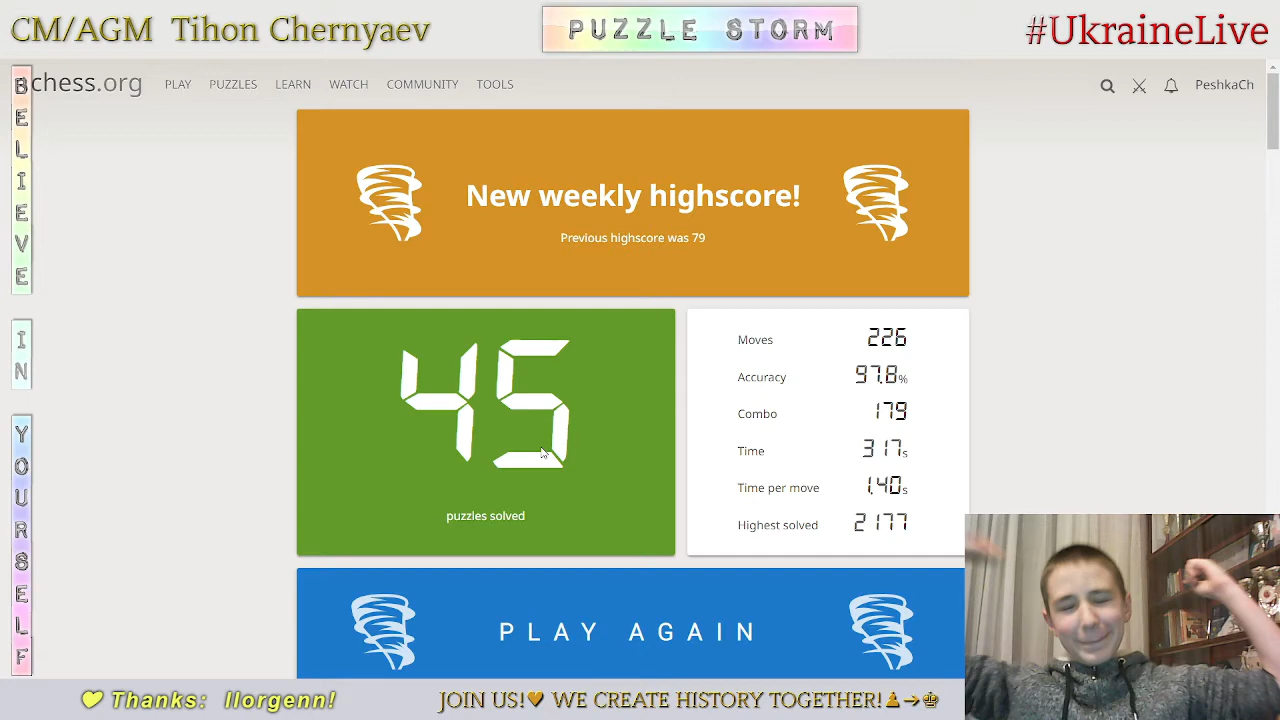 CM/AGM Tihon Chernyaev
PUZZLE STORM
#UkraineLive
chess.org PLAY PUZZLES LEARN WATCH COMMUNITY TOOLS PeshkaCh
BELIEVE
IN
YOURSELF
New weekly highscore!
Previous highscore was 79
45
puzzles solved
Moves 226
Accuracy 97.8%
Combo 179
Time 317s
Time per move 1.40s
Highest solved 2177
PLAY AGAIN
Thanks: llorgenn!
JOIN US!🧡 WE CREATE HISTORY TOGETHER!♟→♚